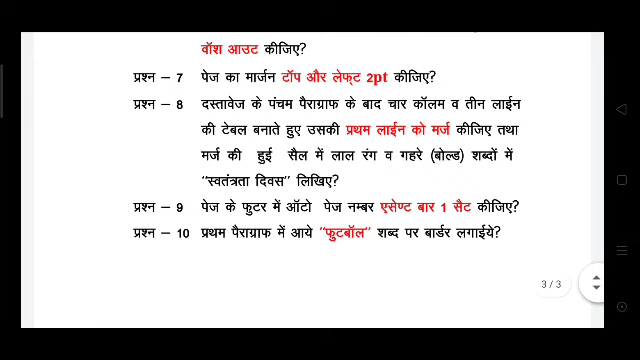 वॉश आउट कीजिए?
प्रश्न – 7 पेज का मार्जन टॉप और लेफ्ट 2pt कीजिए?
प्रश्न – 8 दस्तावेज के पंचम पैराग्राफ के बाद चार कॉलम व तीन लाईन
की टेबल बनाते हुए उसकी प्रथम लाईन को मर्ज कीजिए तथा
मर्ज की हुई सैल में लाल रंग व गहरे (बोल्ड) शब्दों में
"स्वतंत्रता दिवस" लिखिए?
प्रश्न – 9 पेज के फुटर में ऑटो पेज नम्बर एसेण्ट बार 1 सैट कीजिए?
प्रश्न – 10 प्रथम पैराग्राफ में आये "फुटबॉल" शब्द पर बार्डर लगाईये?
3 / 3